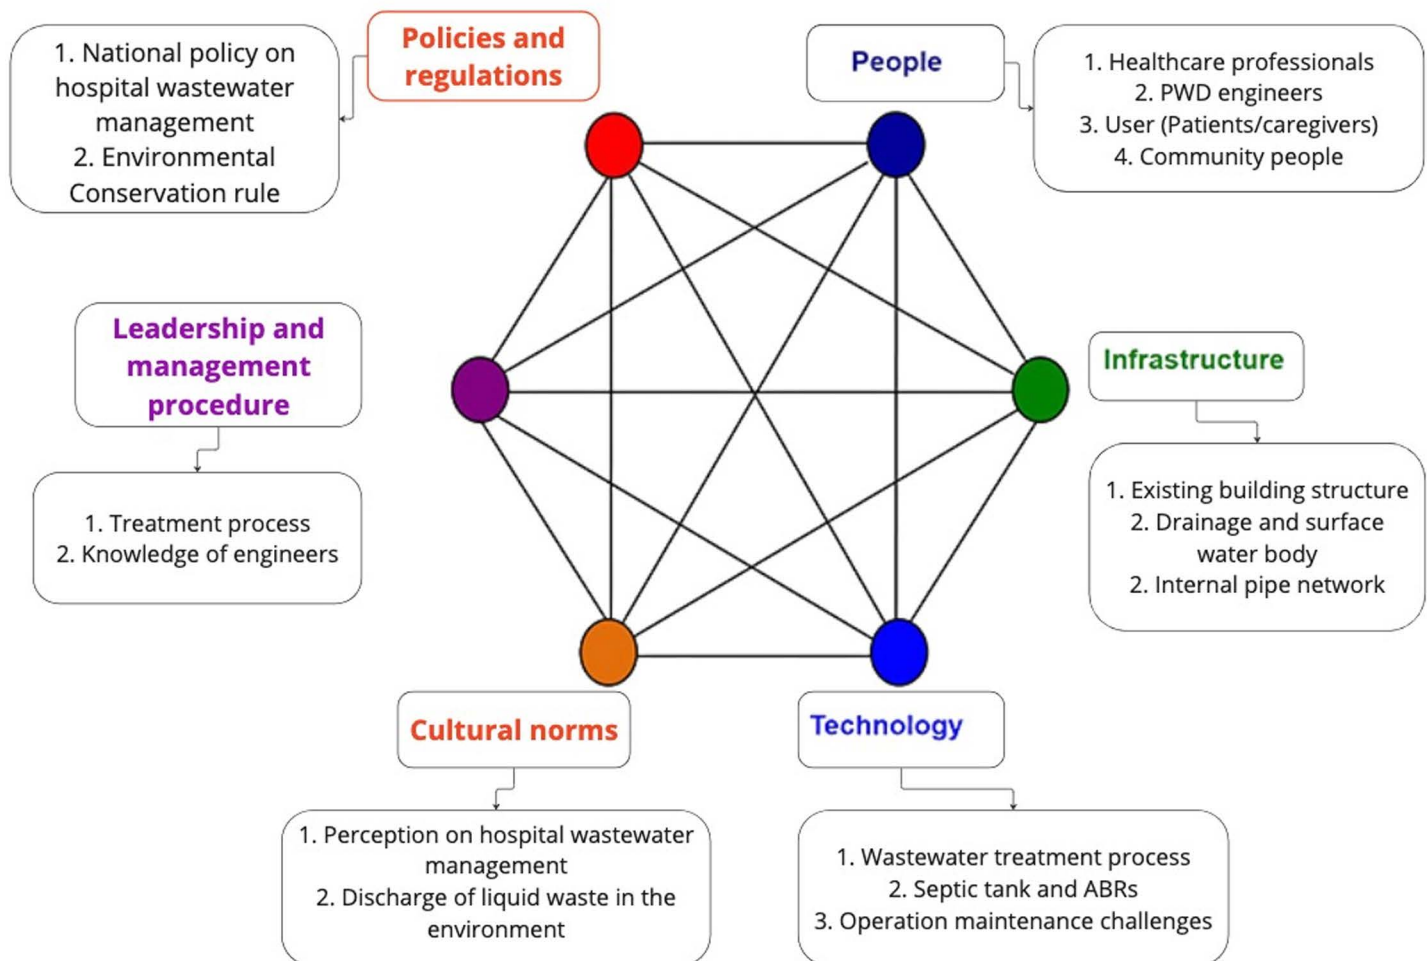 Policies and
regulations
1. National policy on
hospital wastewater
management
2. Environmental
Conservation rule
People
1. Healthcare professionals
2. PWD engineers
3. User (Patients/caregivers)
4. Community people
Leadership and
management
procedure
1. Treatment process
2. Knowledge of engineers
Infrastructure
1. Existing building structure
2. Drainage and surface
water body
2. Internal pipe network
Cultural norms
1. Perception on hospital wastewater
management
2. Discharge of liquid waste in the
environment
Technology
1. Wastewater treatment process
2. Septic tank and ABRs
3. Operation maintenance challenges